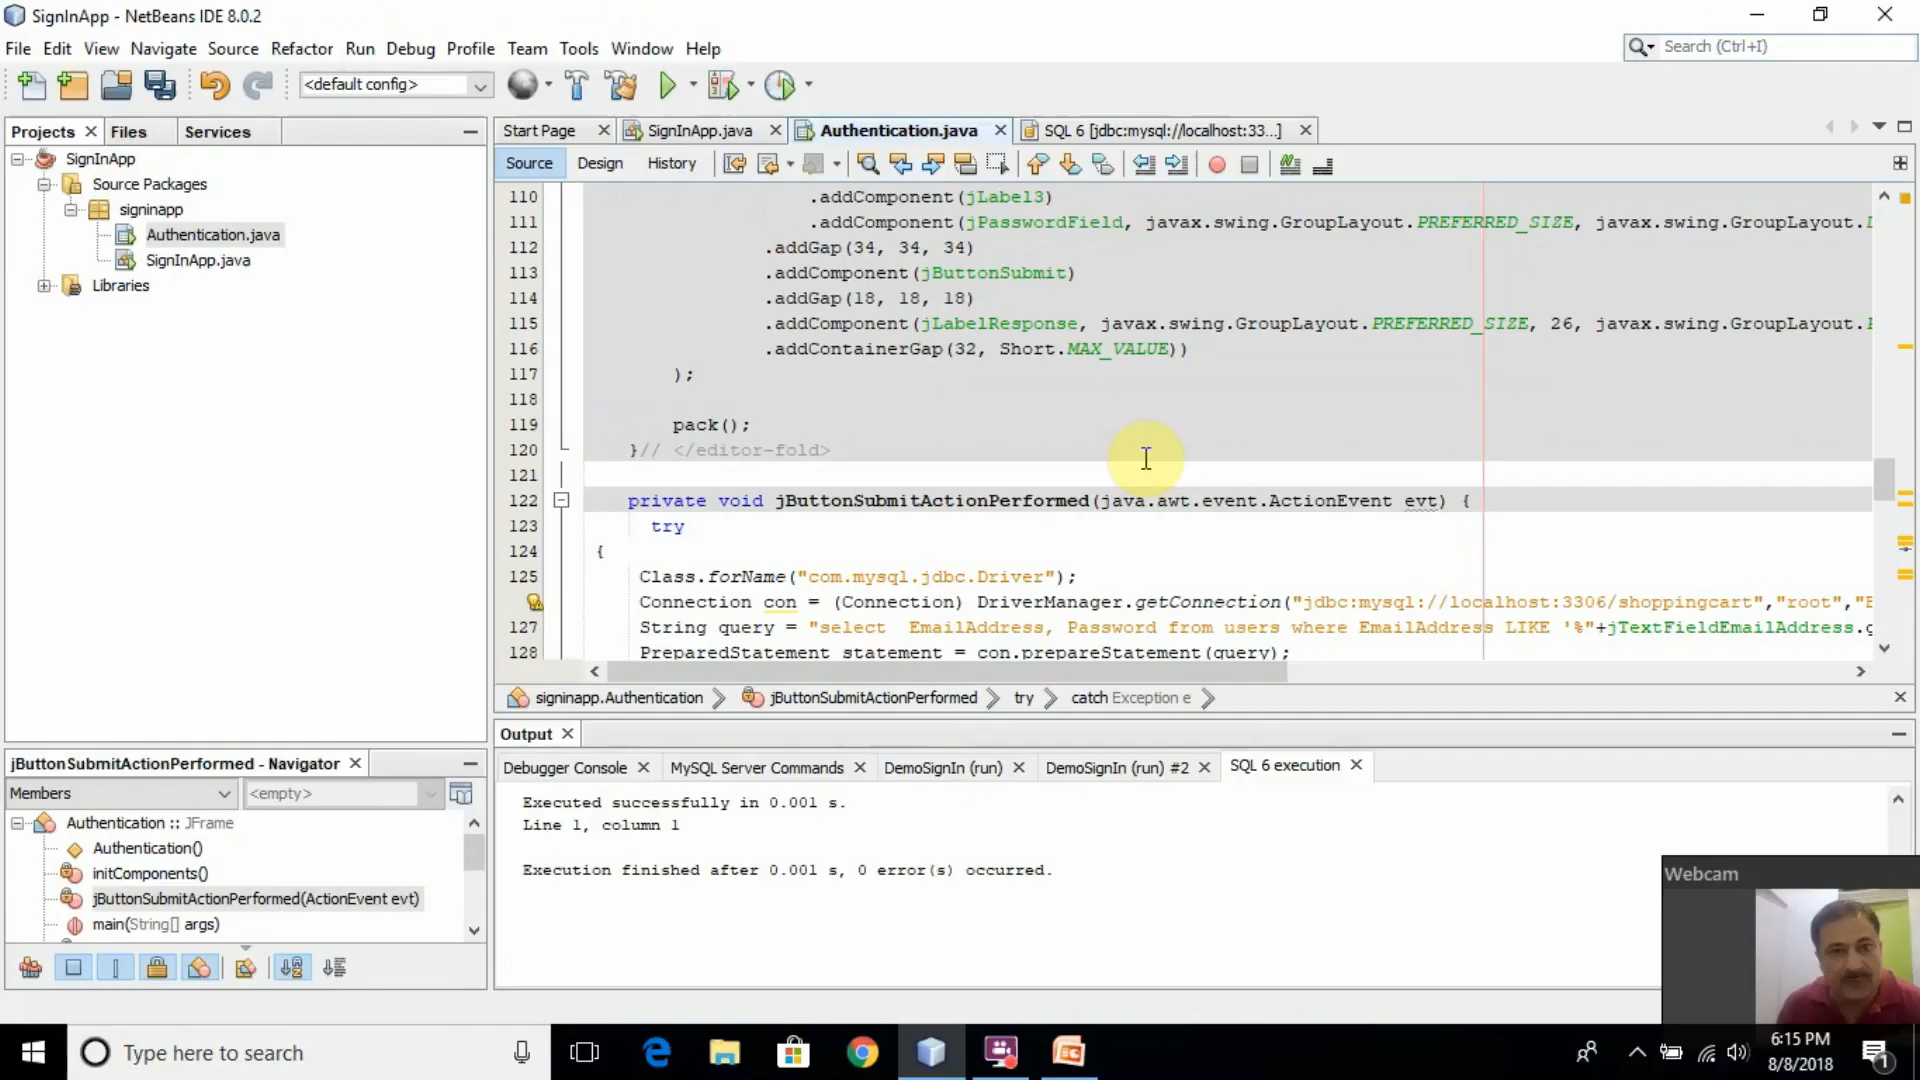 SignInApp - NetBeans IDE 8.0.2
File Edit View Navigate Source Refactor Run Debug Profile Team Tools Window Help
Search (Ctrl+I)
<default config>
Projects
Files
Services
SignInApp
Source Packages
signinapp
Authentication.java
SignInApp.java
Libraries
Start Page
SignInApp.java
Authentication.java
SQL 6 [jdbc:mysql://localhost:33...]
Source
Design
History
110 .addComponent(jLabel3)
111 .addComponent(jPasswordField, javax.swing.GroupLayout.PREFERRED_SIZE, javax.swing.GroupLayout.
112 .addGap(34, 34, 34)
113 .addComponent(jButtonSubmit)
114 .addGap(18, 18, 18)
115 .addComponent(jLabelResponse, javax.swing.GroupLayout.PREFERRED_SIZE, 26, javax.swing.GroupLayout.
116 .addContainerGap(32, Short.MAX_VALUE))
117 );
118
119 pack();
120 }// </editor-fold>
121
122 private void jButtonSubmitActionPerformed(java.awt.event.ActionEvent evt) {
123 try
124 {
125 Class.forName("com.mysql.jdbc.Driver");
Connection con = (Connection) DriverManager.getConnection("jdbc:mysql://localhost:3306/shoppingcart","root","
127 String query = "select  EmailAddress, Password from users where EmailAddress LIKE '%"+jTextFieldEmailAddress.
128 PreparedStatement statement = con.prepareStatement(query);
signinapp.Authentication
jButtonSubmitActionPerformed
try
catch Exception e
Output
Debugger Console
MySQL Server Commands
DemoSignIn (run)
DemoSignIn (run) #2
SQL 6 execution
Executed successfully in 0.001 s.
Line 1, column 1
Execution finished after 0.001 s, 0 error(s) occurred.
jButtonSubmitActionPerformed - Navigator
Members
<empty>
Authentication :: JFrame
Authentication()
initComponents()
jButtonSubmitActionPerformed(ActionEvent evt)
main(String[] args)
Webcam
Type here to search
6:15 PM
8/8/2018
1